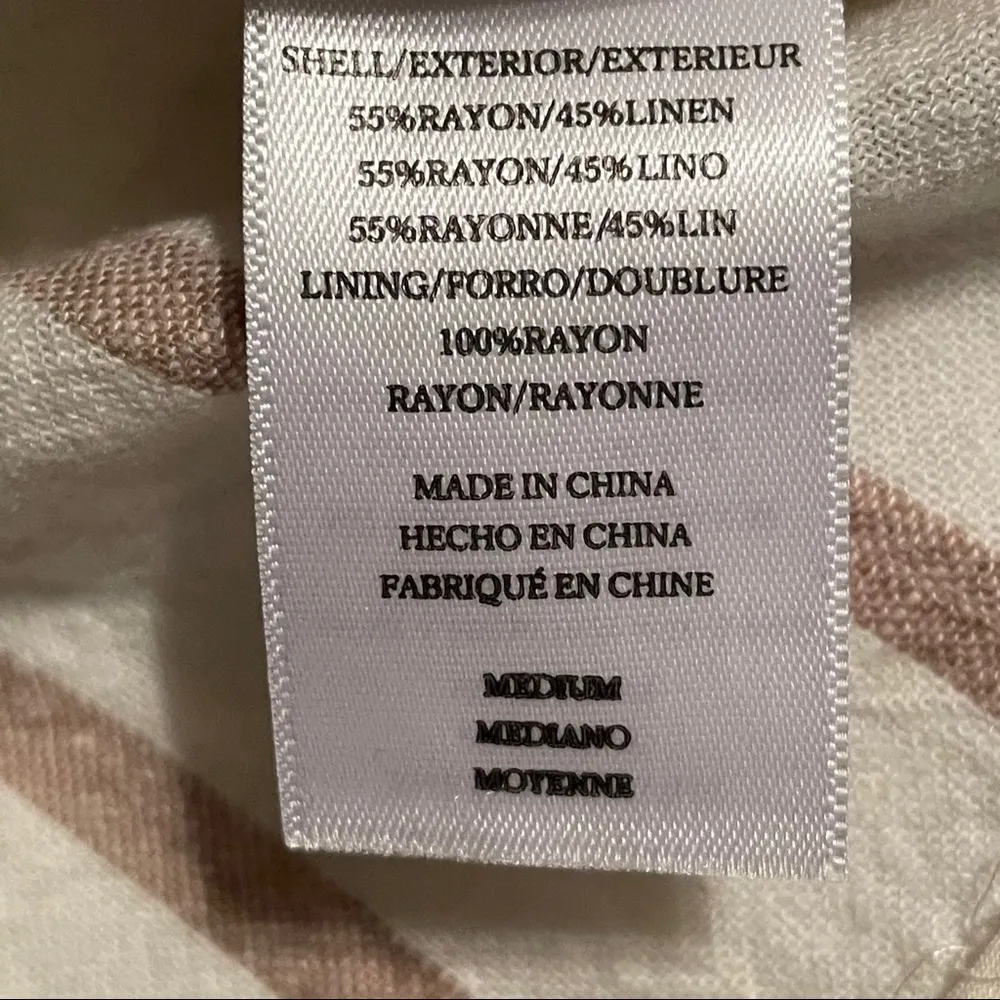 SHELL/EXTERIOR/EXTERIEUR
55%RAYON/45%LINEN
55%RAYON/45%LINO
55%RAYONNE/45%LIN
LINING/FORRO/DOUBLURE
100%RAYON
RAYON/RAYONNE
MADE IN CHINA
HECHO EN CHINA
FABRIQUÉ EN CHINE
MEDIUM
MEDIANO
MOYENNE